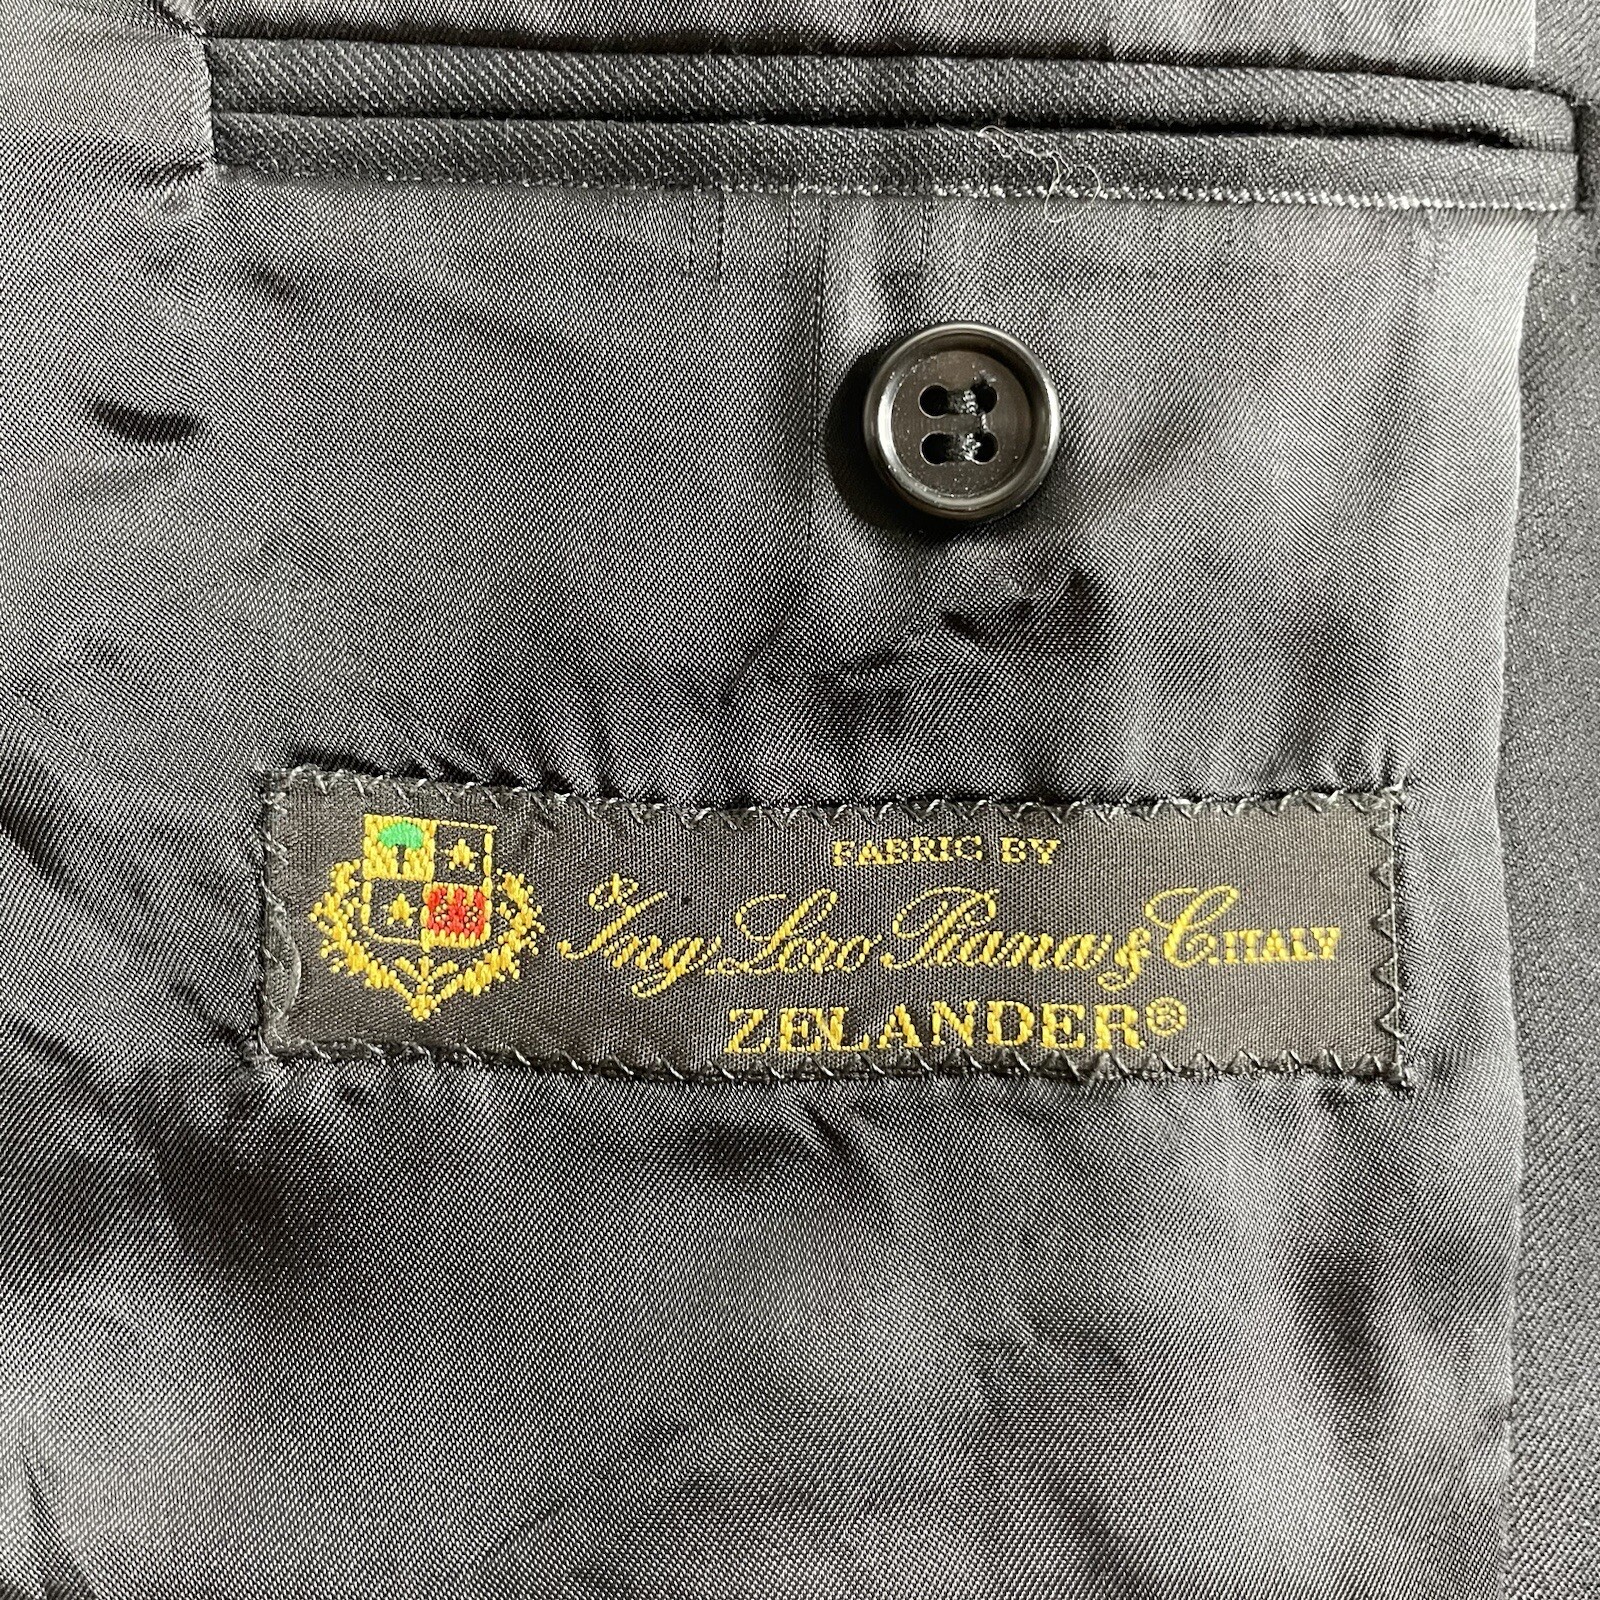 FABRIC BY
Ing. Loro Piana & C. ITALY
ZELANDER®